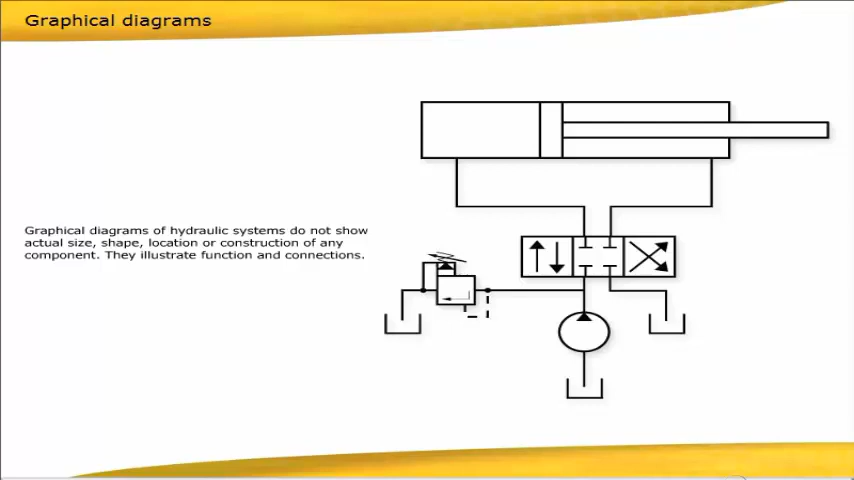 Graphical diagrams
Graphical diagrams of hydraulic systems do not show
actual size, shape, location or construction of any
component. They illustrate function and connections.